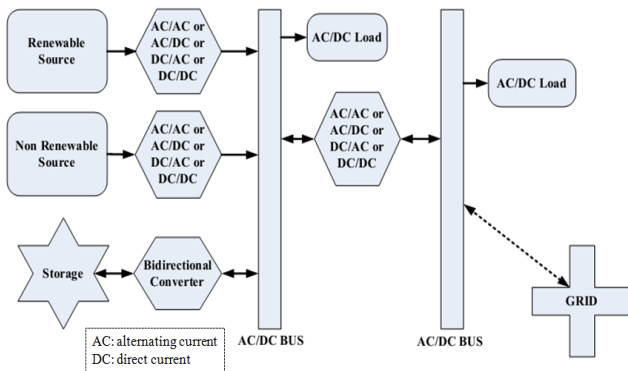 Renewable
Source
AC/AC or
AC/DC or
DC/AC or
DC/DC
AC/DC Load
AC/DC Load
Non Renewable
Source
AC/AC or
AC/DC or
DC/AC or
DC/DC
AC/AC or
AC/DC or
DC/AC or
DC/DC
Storage
Bidirectional
Converter
GRID
AC: alternating current
DC: direct current
AC/DC BUS
AC/DC BUS